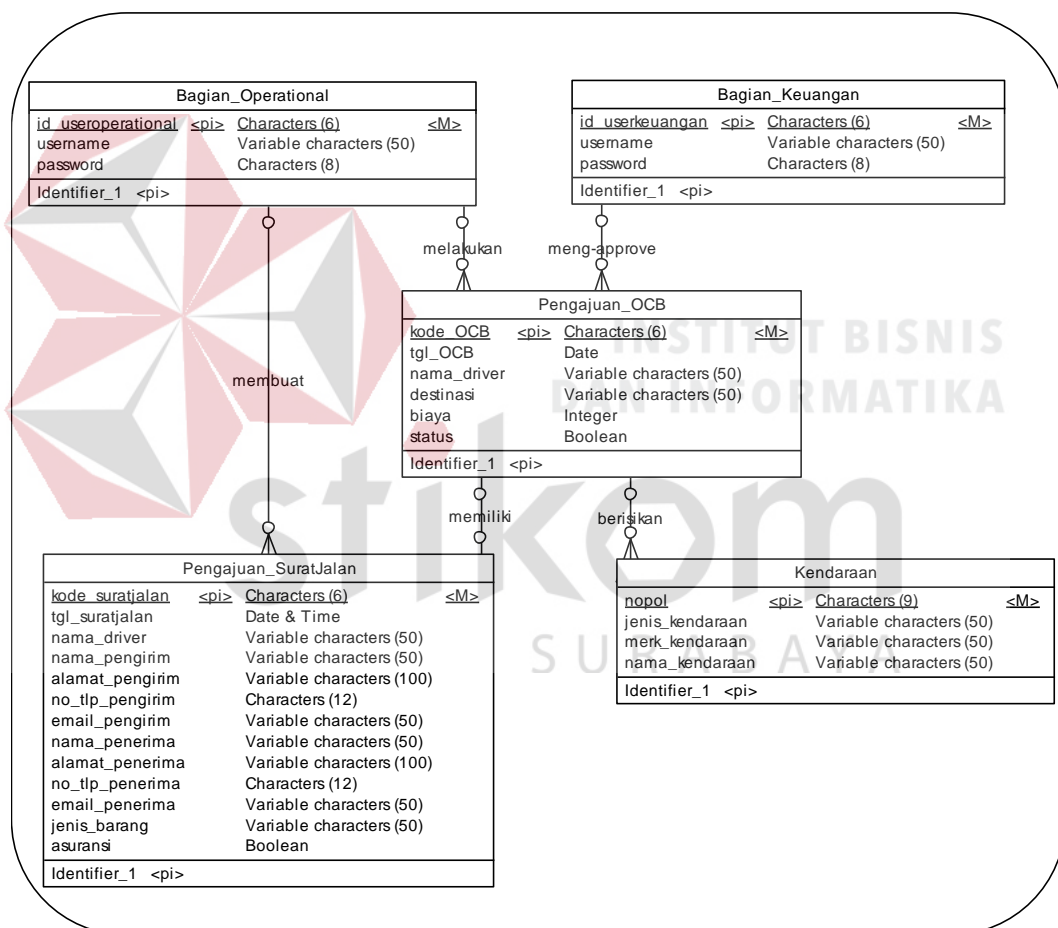 Bagian_Operational
id_useroperational <pi> Characters (6) <M>
username Variable characters (50)
password Characters (8)
Identifier_1 <pi>
Bagian_Keuangan
id_userkeuangan <pi> Characters (6) <M>
username Variable characters (50)
password Characters (8)
Identifier_1 <pi>
melakukan
meng-approve
Pengajuan_OCB
kode_OCB <pi> Characters (6) <M>
tgl_OCB Date
nama_driver Variable characters (50)
destinasi Variable characters (50)
biaya Integer
status Boolean
Identifier_1 <pi>
INSTITUT BISNIS
DAN INFORMATIKA
membuat
stikom
memiliki
berisikan
SURABAYA
Pengajuan_SuratJalan
kode_suratjalan <pi> Characters (6) <M>
tgl_suratjalan Date & Time
nama_driver Variable characters (50)
nama_pengirim Variable characters (50)
alamat_pengirim Variable characters (100)
no_tlp_pengirim Characters (12)
email_pengirim Variable characters (50)
nama_penerima Variable characters (50)
alamat_penerima Variable characters (100)
no_tlp_penerima Characters (12)
email_penerima Variable characters (50)
jenis_barang Variable characters (50)
asuransi Boolean
Identifier_1 <pi>
Kendaraan
nopol <pi> Characters (9) <M>
jenis_kendaraan Variable characters (50)
merk_kendaraan Variable characters (50)
nama_kendaraan Variable characters (50)
Identifier_1 <pi>